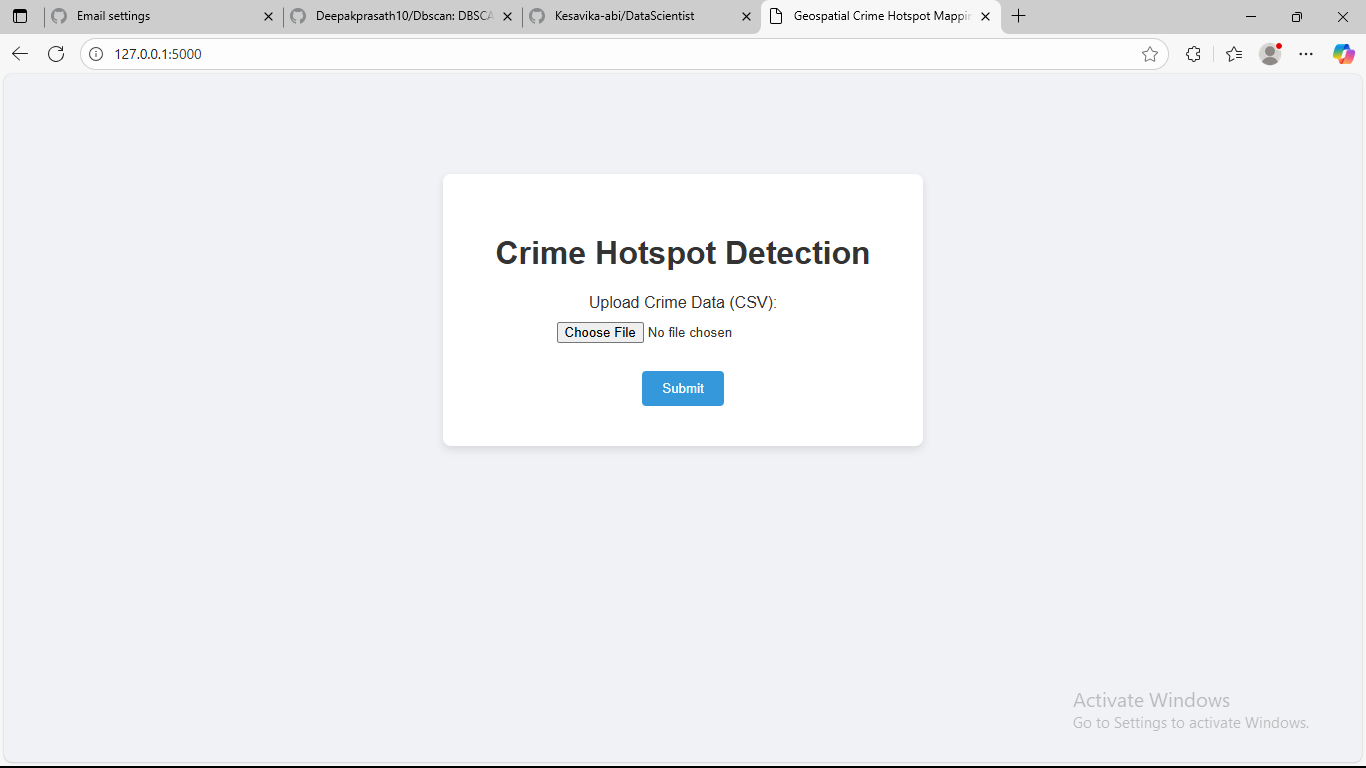 Email settings
Deepakprasath10/Dbscan: DBSCA
Kesavika-abi/DataScientist
Geospatial Crime Hotspot Mappin
127.0.0.1:5000
Crime Hotspot Detection
Upload Crime Data (CSV):
Choose File No file chosen
Submit
Activate Windows
Go to Settings to activate Windows.